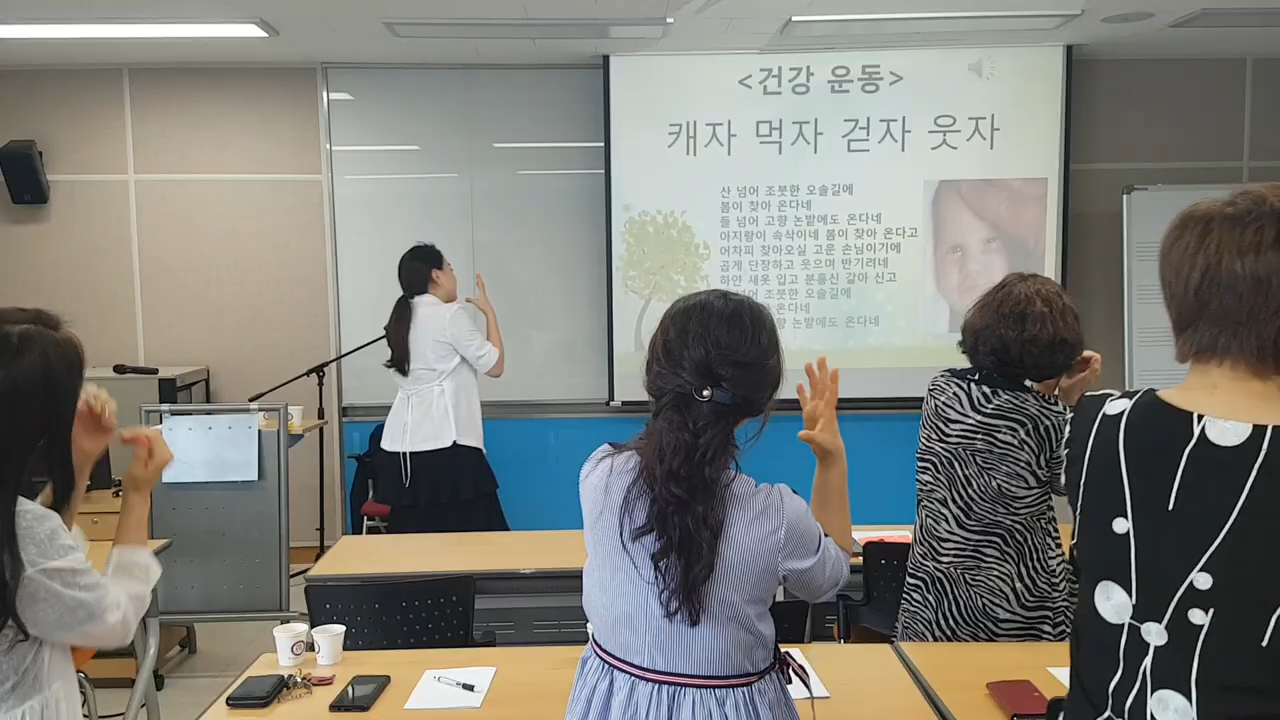 <건강 운동>
캐자 먹자 걷자 웃자
산 넘어 조붓한 오솔길에
봄이 찾아 온다네
들 넘어 고향 논밭에도 온다네
아지랑이 속삭이네 봄이 찾아 온다고
어차피 찾아오실 고운 손님이기에
곱게 단장하고 웃으며 반기려네
하얀 새옷 입고 분홍신 갈아 신고
넘어 조붓한 오솔길에
온다네
논밭에도 온다네